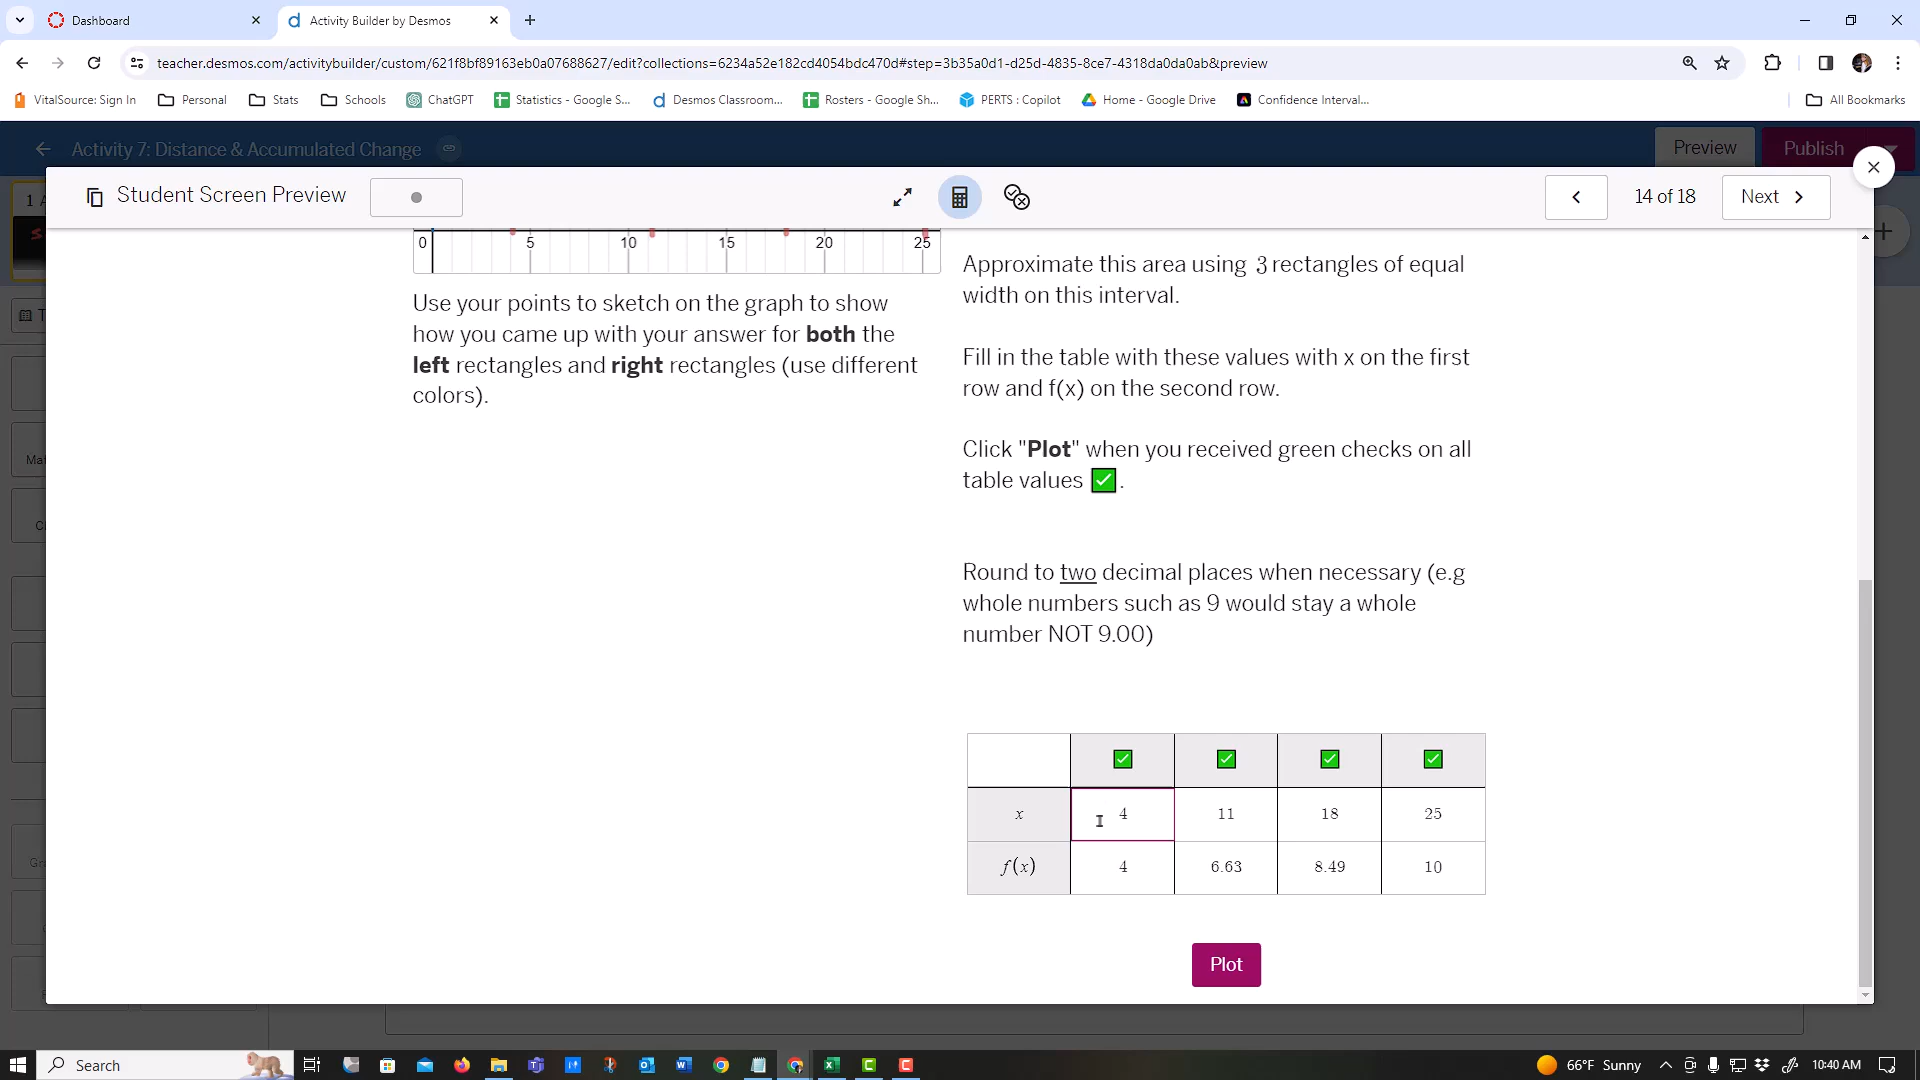 Dashboard
Activity Builder by Desmos
teacher.desmos.com/activitybuilder/custom/621f8bf89163eb0a07688627/edit?collections=6234a52e182cd4054bdc470d#step=3b35a0d1-d25d-4835-8ce7-4318da0da0ab&preview
VitalSource: Sign In Personal Stats Schools ChatGPT Statistics - Google S... Desmos Classroom... Rosters - Google Sh... PERTS : Copilot Home - Google Drive Confidence Interval... All Bookmarks
Activity 7: Distance & Accumulated Change Preview Publish
Student Screen Preview 14 of 18 Next
0 5 10 15 20 25
Use your points to sketch on the graph to show
how you came up with your answer for both the
left rectangles and right rectangles (use different
colors).
Approximate this area using 3 rectangles of equal
width on this interval.
Fill in the table with these values with x on the first
row and f(x) on the second row.
Click "Plot" when you received green checks on all
table values ✅.
Round to two decimal places when necessary (e.g
whole numbers such as 9 would stay a whole
number NOT 9.00)
x 4 11 18 25
f(x) 4 6.63 8.49 10
Plot
Search
66°F Sunny
10:40 AM